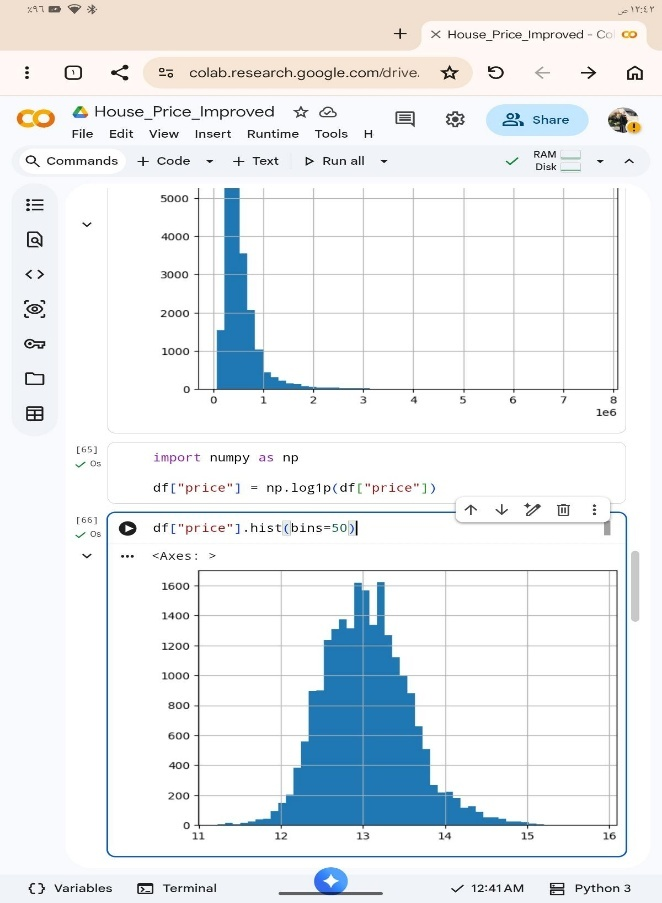 ٪٩٦
١٢:٤٢ ص
House_Price_Improved - Co
colab.research.google.com/drive.
House_Price_Improved
File Edit View Insert Runtime Tools H
Share
Commands + Code + Text Run all
RAM
Disk
5000
4000
3000
2000
1000
0
0 1 2 3 4 5 6 7 8
1e6
[65]
0s
import numpy as np
df["price"] = np.log1p(df["price"])
[66]
0s
df["price"].hist(bins=50)
<Axes: >
1600
1400
1200
1000
800
600
400
200
0
11 12 13 14 15 16
Variables Terminal 12:41 AM Python 3